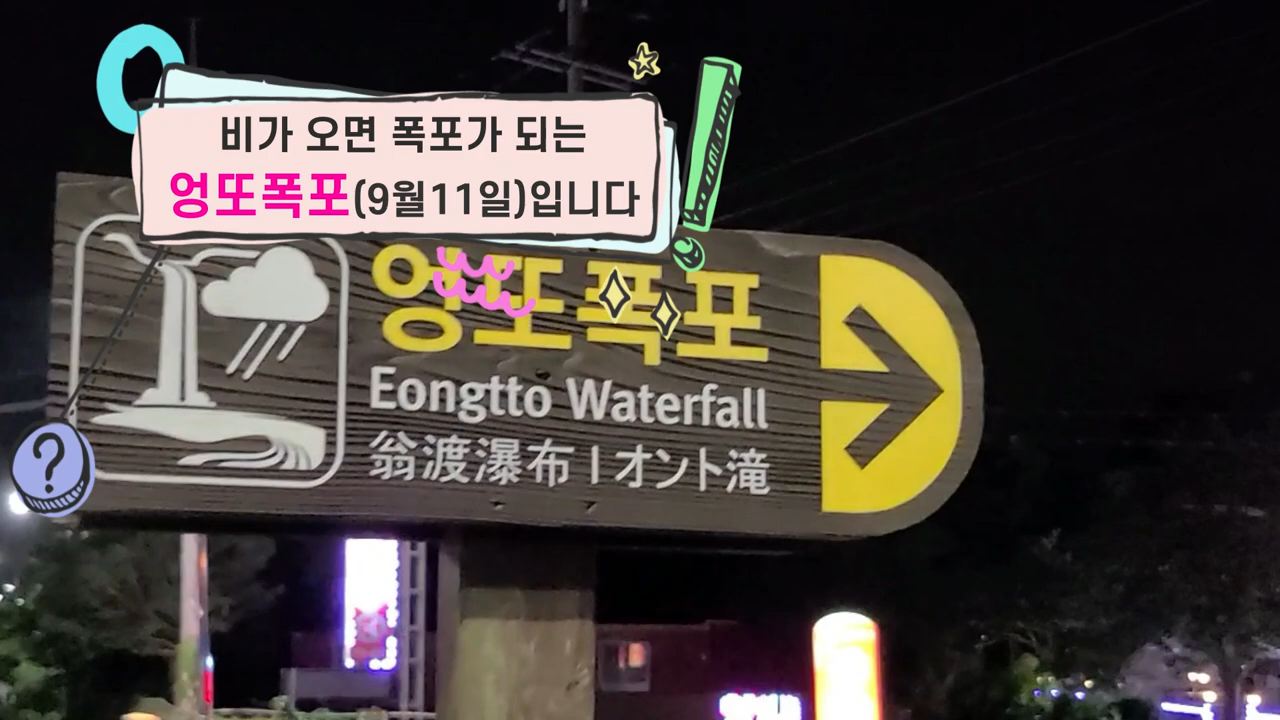 비가 오면 폭포가 되는
엉또폭포(9월11일)입니다
엉또폭포
Eongtto Waterfall
翁渡瀑布 | オント滝
?